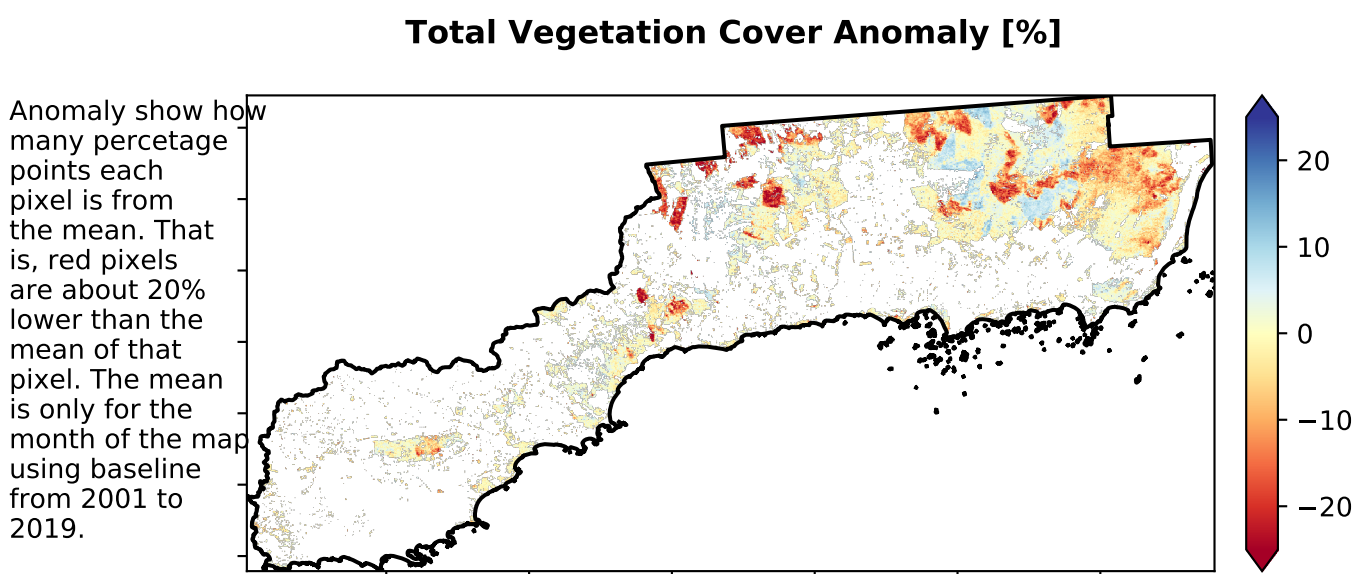 Total Vegetation Cover Anomaly [%]
Anomaly show how
many percetage
points each
pixel is from
the mean. That
is, red pixels
are about 20%
lower than the
mean of that
pixel. The mean
is only for the
month of the map
using baseline
from 2001 to
2019.
20
10
0
−10
−20